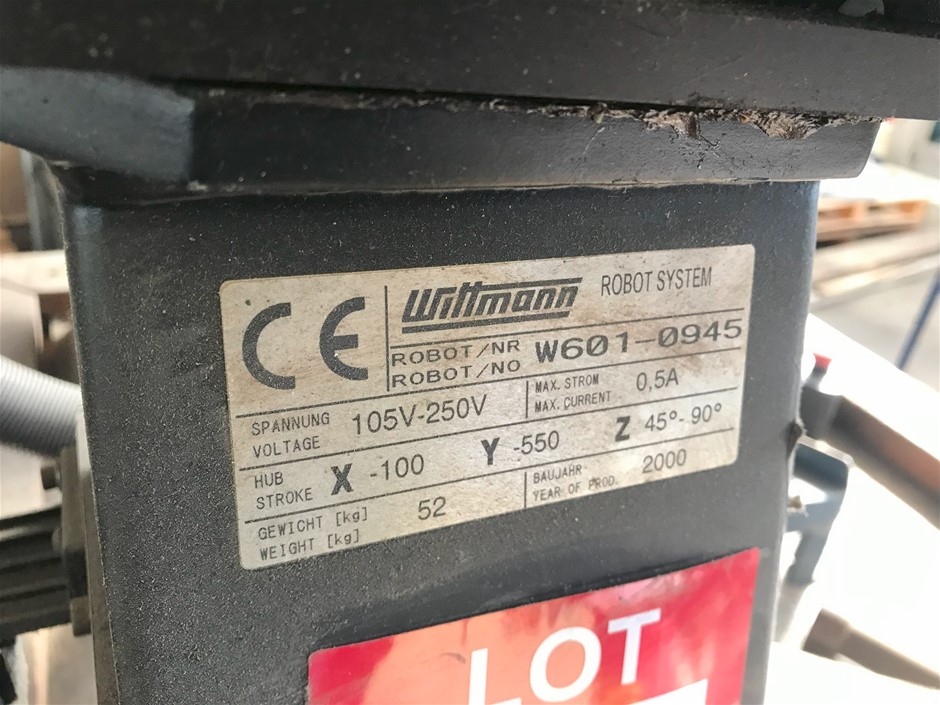 CE Wittmann ROBOT SYSTEM
ROBOT/NR W601-0945
ROBOT/NO
SPANNUNG 105V-250V MAX. STROM 0,5A
VOLTAGE MAX. CURRENT
HUB X -100 Y -550 Z 45°-90°
STROKE
GEWICHT [kg] 52 BAUJAHR 2000
WEIGHT [kg] YEAR OF PROD.
LOT